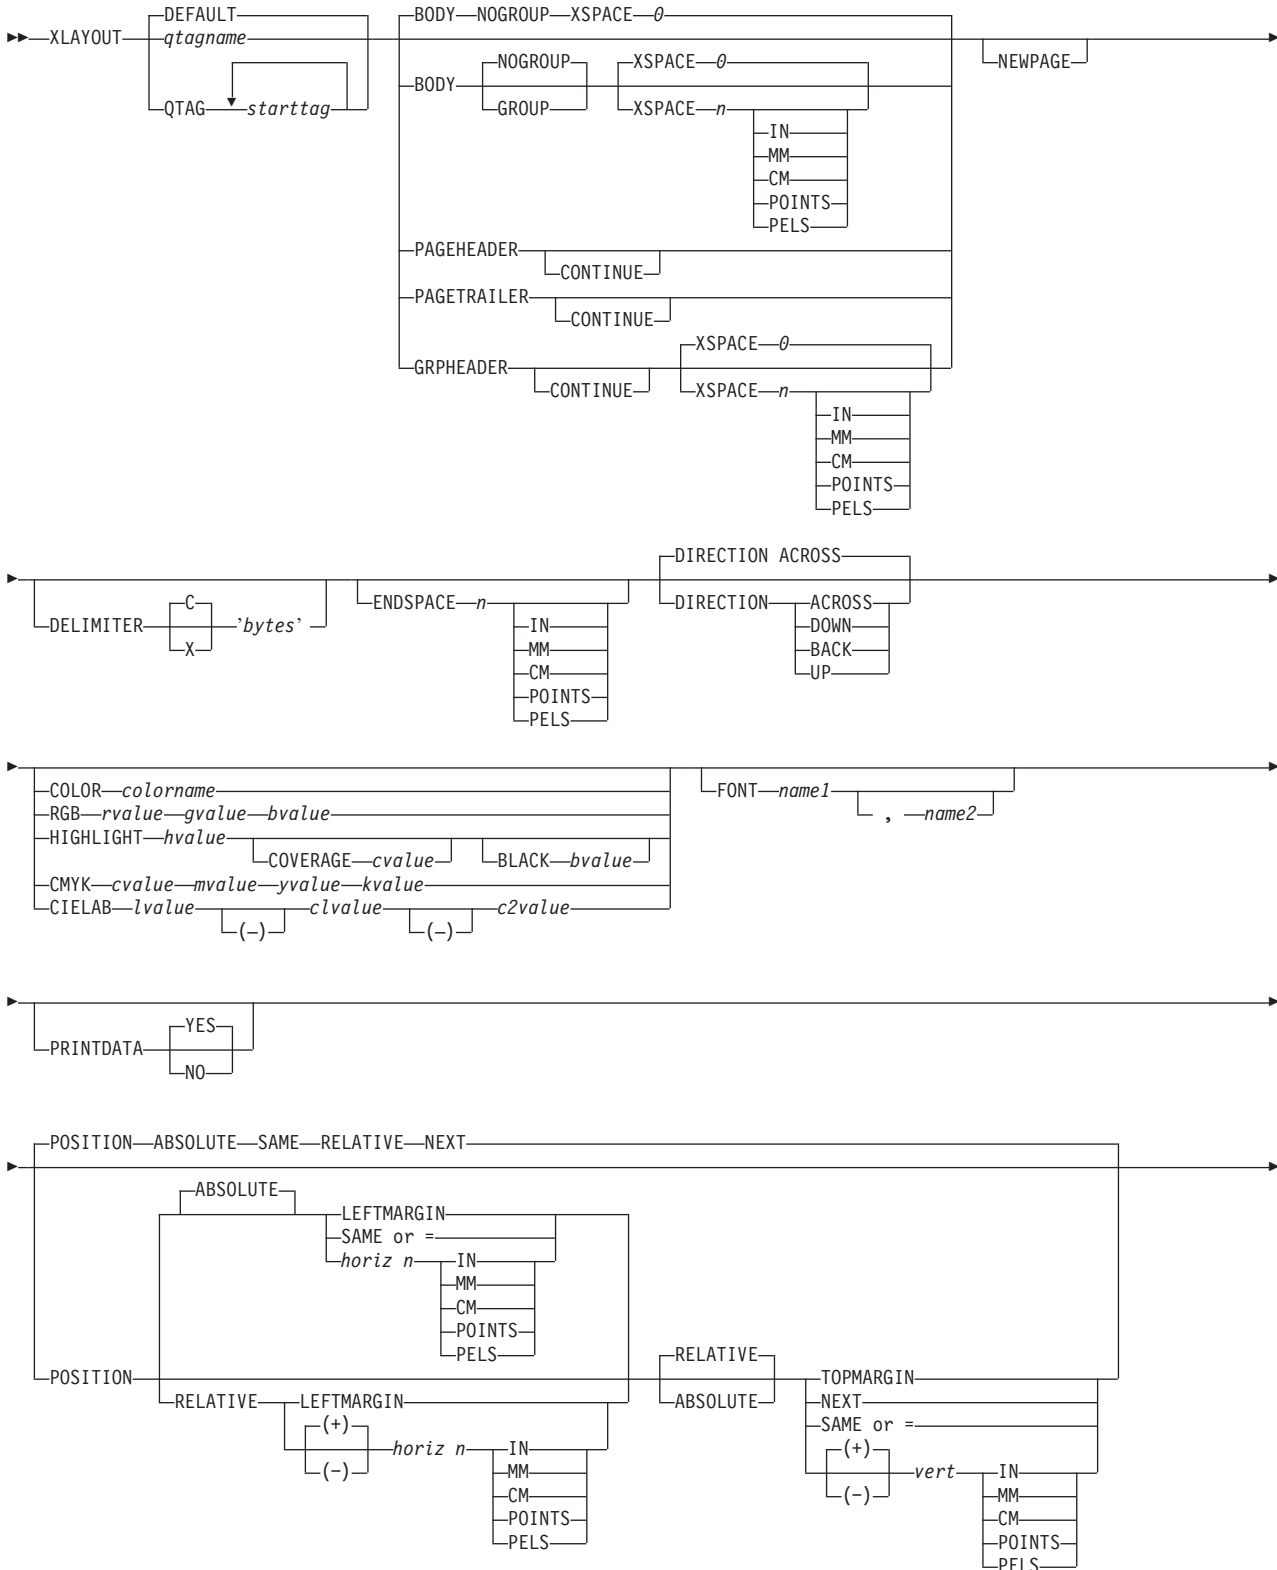 DEFAULT BODY NOGROUP XSPACE 0
XLAYOUT qtagname NEWPAGE
NOGROUP XSPACE 0
BODY
QTAG starttag GROUP XSPACE n
IN
MM
CM
POINTS
PELS
PAGEHEADER
CONTINUE
PAGETRAILER
CONTINUE
XSPACE 0
GRPHEADER
CONTINUE XSPACE n
IN
MM
CM
POINTS
PELS
DIRECTION ACROSS
C
DELIMITER 'bytes' ENDSPACE n DIRECTION ACROSS
X IN DOWN
MM BACK
CM UP
POINTS
PELS
COLOR colorname FONT name1
RGB rvalue gvalue bvalue , name2
HIGHLIGHT hvalue
COVERAGE cvalue BLACK bvalue
CMYK cvalue mvalue yvalue kvalue
CIELAB lvalue clvalue c2value
(–) (–)
YES
PRINTDATA
NO
POSITION ABSOLUTE SAME RELATIVE NEXT
ABSOLUTE
LEFTMARGIN
SAME or =
horiz n IN
MM
CM
POINTS
PELS
RELATIVE
POSITION TOPMARGIN
RELATIVE LEFTMARGIN ABSOLUTE NEXT
(+) SAME or =
horiz n IN (+)
(–) MM vert IN
CM (–) MM
POINTS CM
PELS POINTS
PELS